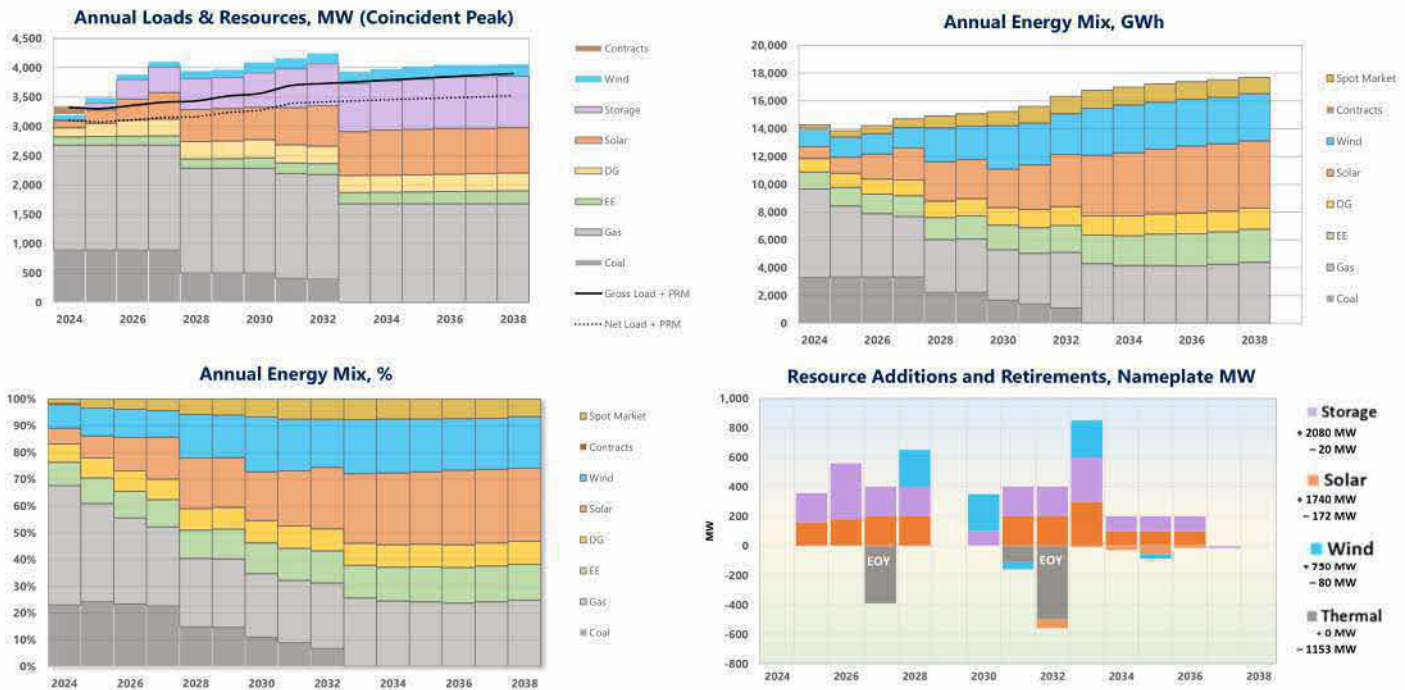 Annual Loads & Resources, MW (Coincident Peak)
4,500
4,000
3,500
3,000
2,500
2,000
1,500
1,000
500
0
2024 2026 2028 2030 2032 2034 2036 2038
Contracts
Wind
Storage
Solar
DG
EE
Gas
Coal
Gross Load + PRM
Net Load + PRM
Annual Energy Mix, GWh
20,000
18,000
16,000
14,000
12,000
10,000
8,000
6,000
4,000
2,000
0
2024 2026 2028 2030 2032 2034 2036 2038
Spot Market
Contracts
Wind
Solar
DG
EE
Gas
Coal
Annual Energy Mix, %
100%
90%
80%
70%
60%
50%
40%
30%
20%
10%
0%
2024 2026 2028 2030 2032 2034 2036 2038
Spot Market
Contracts
Wind
Solar
DG
EE
Gas
Coal
Resource Additions and Retirements, Nameplate MW
MW
1,000
800
600
400
200
0
-200
-400
-600
-800
EOY EOY
2024 2026 2028 2030 2032 2034 2036 2038
Storage
+ 2080 MW
– 20 MW
Solar
+ 1740 MW
– 172 MW
Wind
+ 750 MW
– 80 MW
Thermal
+ 0 MW
– 1153 MW